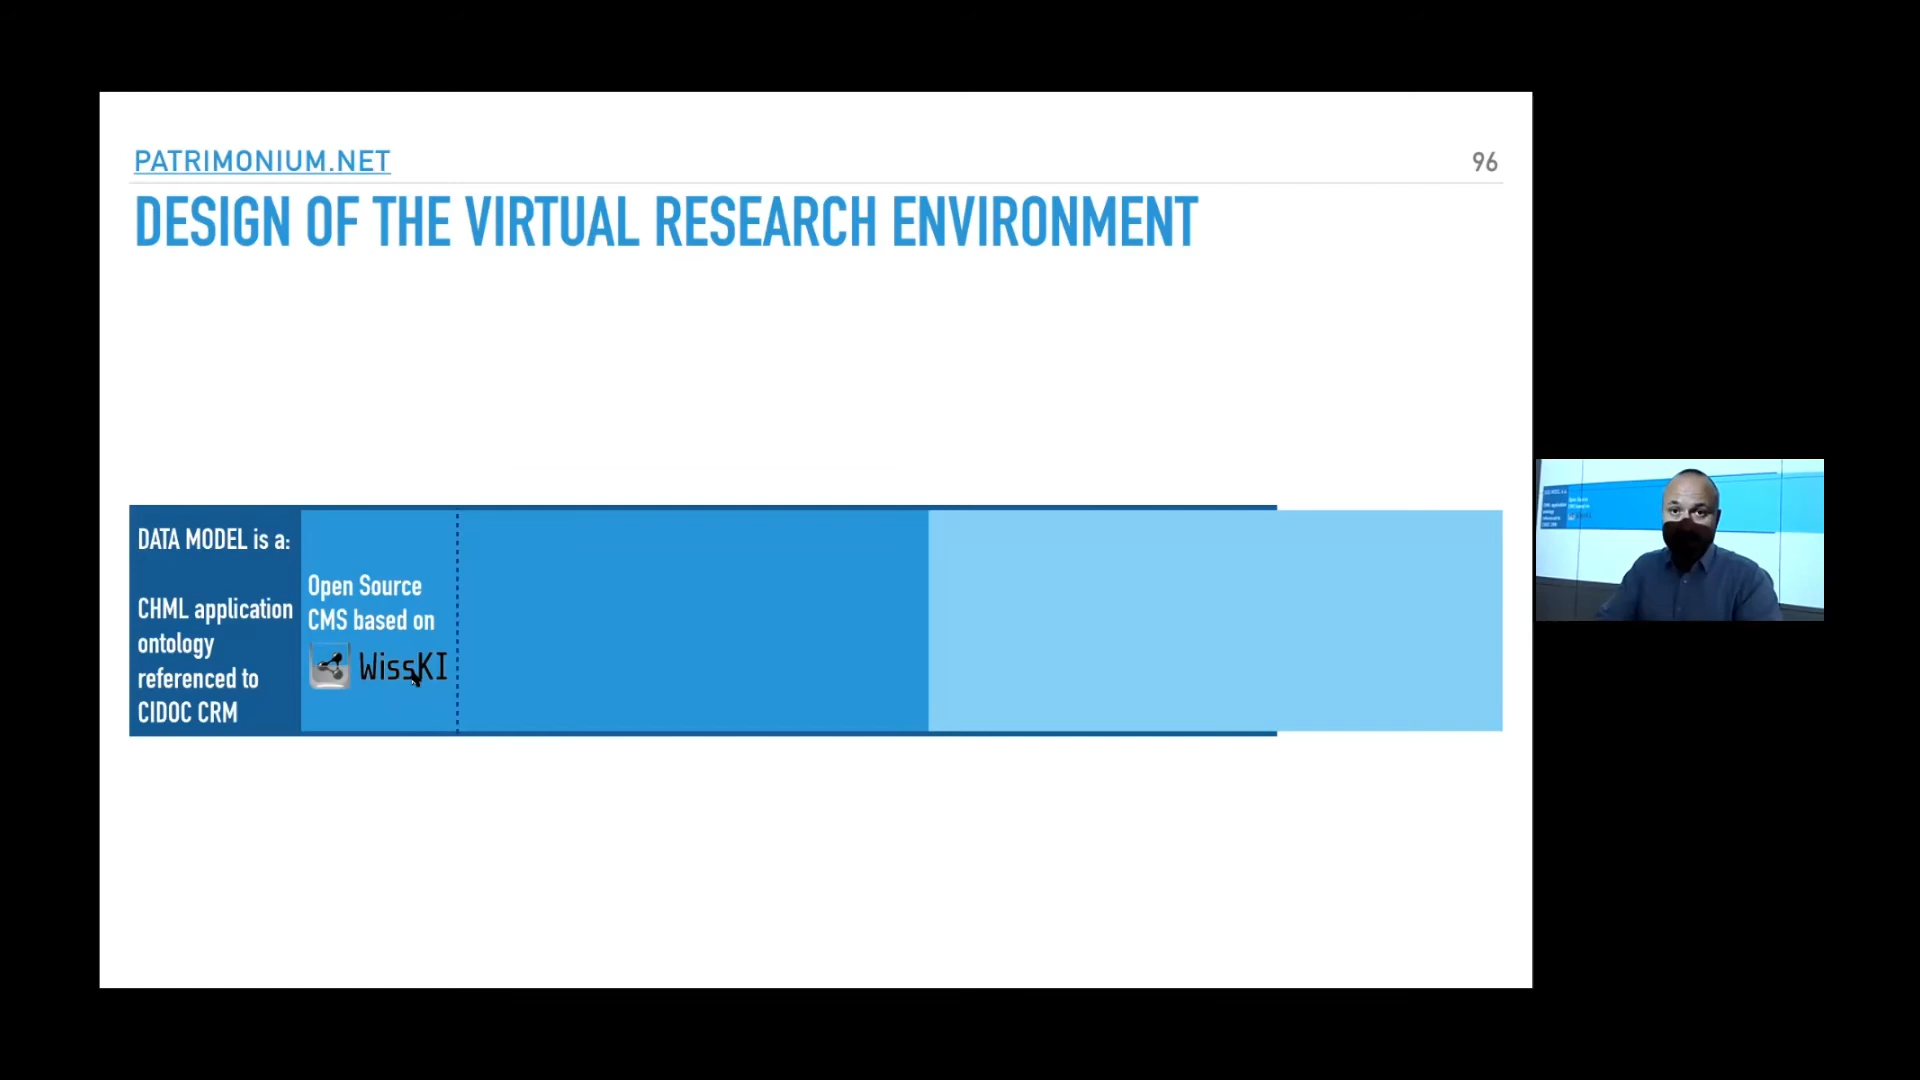 PATRIMONIUM.NET
96
DESIGN OF THE VIRTUAL RESEARCH ENVIRONMENT
DATA MODEL is a:
CHML application
ontology
referenced to
CIDOC CRM
Open Source
CMS based on
WissKI